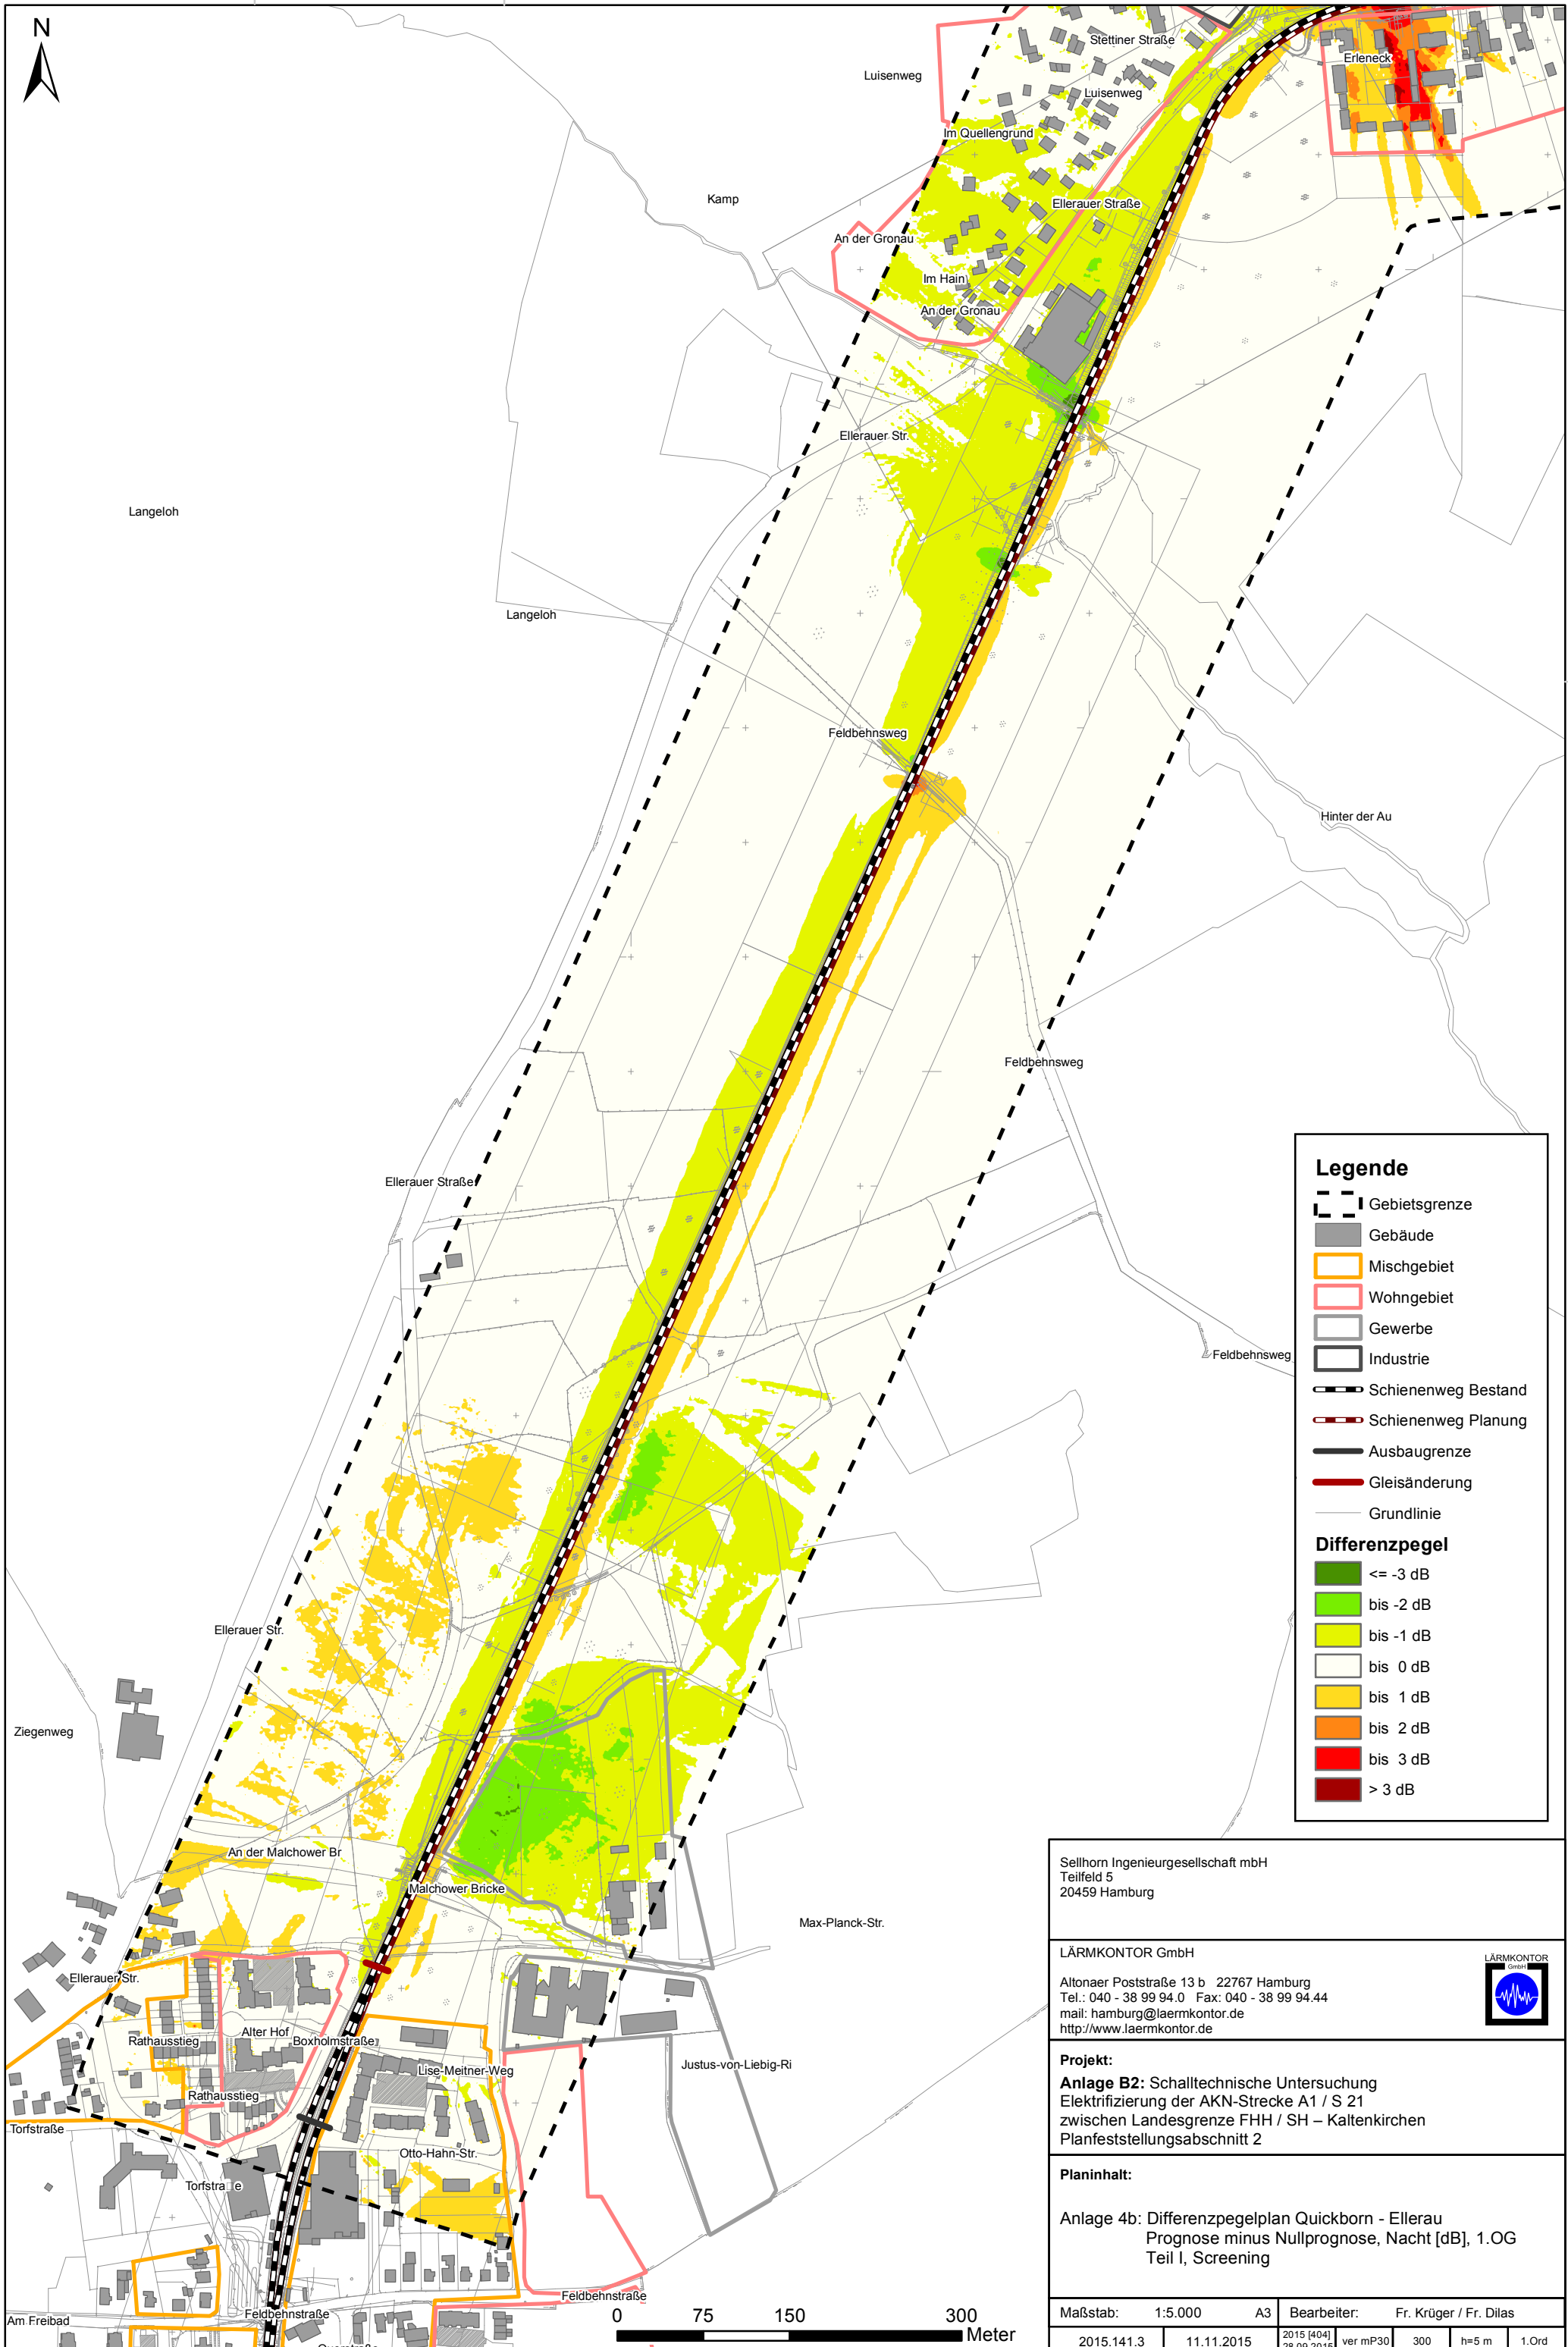 N
Stettiner Straße
Erleneck
Luisenweg
Luisenweg
Im Quellengrund
Kamp
Ellerauer Straße
An der Gronau
Im Hain
An der Gronau
Ellerauer Str.
Langeloh
Langeloh
Feldbehnsweg
Hinter der Au
Feldbehnsweg
Ellerauer Straße
Feldbehnsweg
Ellerauer Str.
Ziegenweg
An der Malchower Br
Malchower Bricke
Max-Planck-Str.
Ellerauer Str.
Rathausstieg
Alter Hof
Boxholmstraße
Lise-Meitner-Weg
Justus-von-Liebig-Ri
Rathausstieg
Torfstraße
Otto-Hahn-Str.
Torfstra e
Feldbehnstraße
Am Freibad
Feldbehnstraße
0 75 150 300
Meter
Legende
Gebietsgrenze
Gebäude
Mischgebiet
Wohngebiet
Gewerbe
Industrie
Schienenweg Bestand
Schienenweg Planung
Ausbaugrenze
Gleisänderung
Grundlinie
Differenzpegel
<= -3 dB
bis -2 dB
bis -1 dB
bis 0 dB
bis 1 dB
bis 2 dB
bis 3 dB
> 3 dB
Sellhorn Ingenieurgesellschaft mbH
Teilfeld 5
20459 Hamburg
LÄRMKONTOR GmbH
Altonaer Poststraße 13 b 22767 Hamburg
Tel.: 040 - 38 99 94.0 Fax: 040 - 38 99 94.44
mail: hamburg@laermkontor.de
http://www.laermkontor.de
LÄRMKONTOR
GmbH
Projekt:
Anlage B2: Schalltechnische Untersuchung
Elektrifizierung der AKN-Strecke A1 / S 21
zwischen Landesgrenze FHH / SH – Kaltenkirchen
Planfeststellungsabschnitt 2
Planinhalt:
Anlage 4b: Differenzpegelplan Quickborn - Ellerau
Prognose minus Nullprognose, Nacht [dB], 1.OG
Teil I, Screening
Maßstab: 1:5.000 A3 Bearbeiter: Fr. Krüger / Fr. Dilas
2015.141.3 11.11.2015 2015 [404] ver mP30 300 h=5 m 1.Ord
28.09.2015